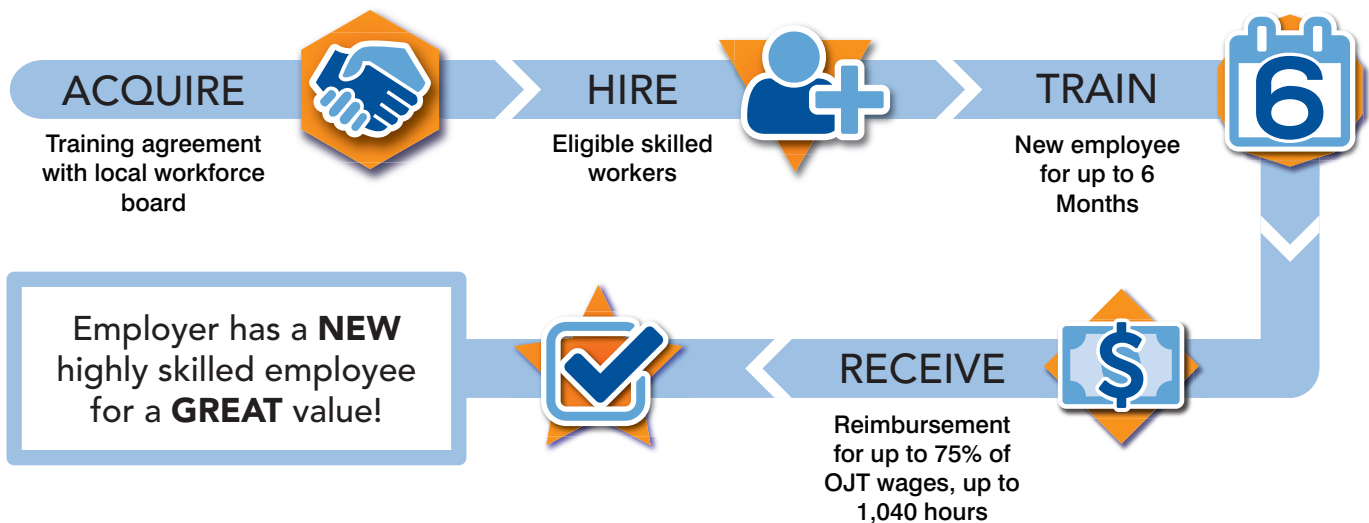 ACQUIRE
Training agreement
with local workforce
board
HIRE
Eligible skilled
workers
TRAIN
New employee
for up to 6
Months
6
RECEIVE
Reimbursement
for up to 75% of
OJT wages, up to
1,040 hours
$
Employer has a NEW
highly skilled employee
for a GREAT value!